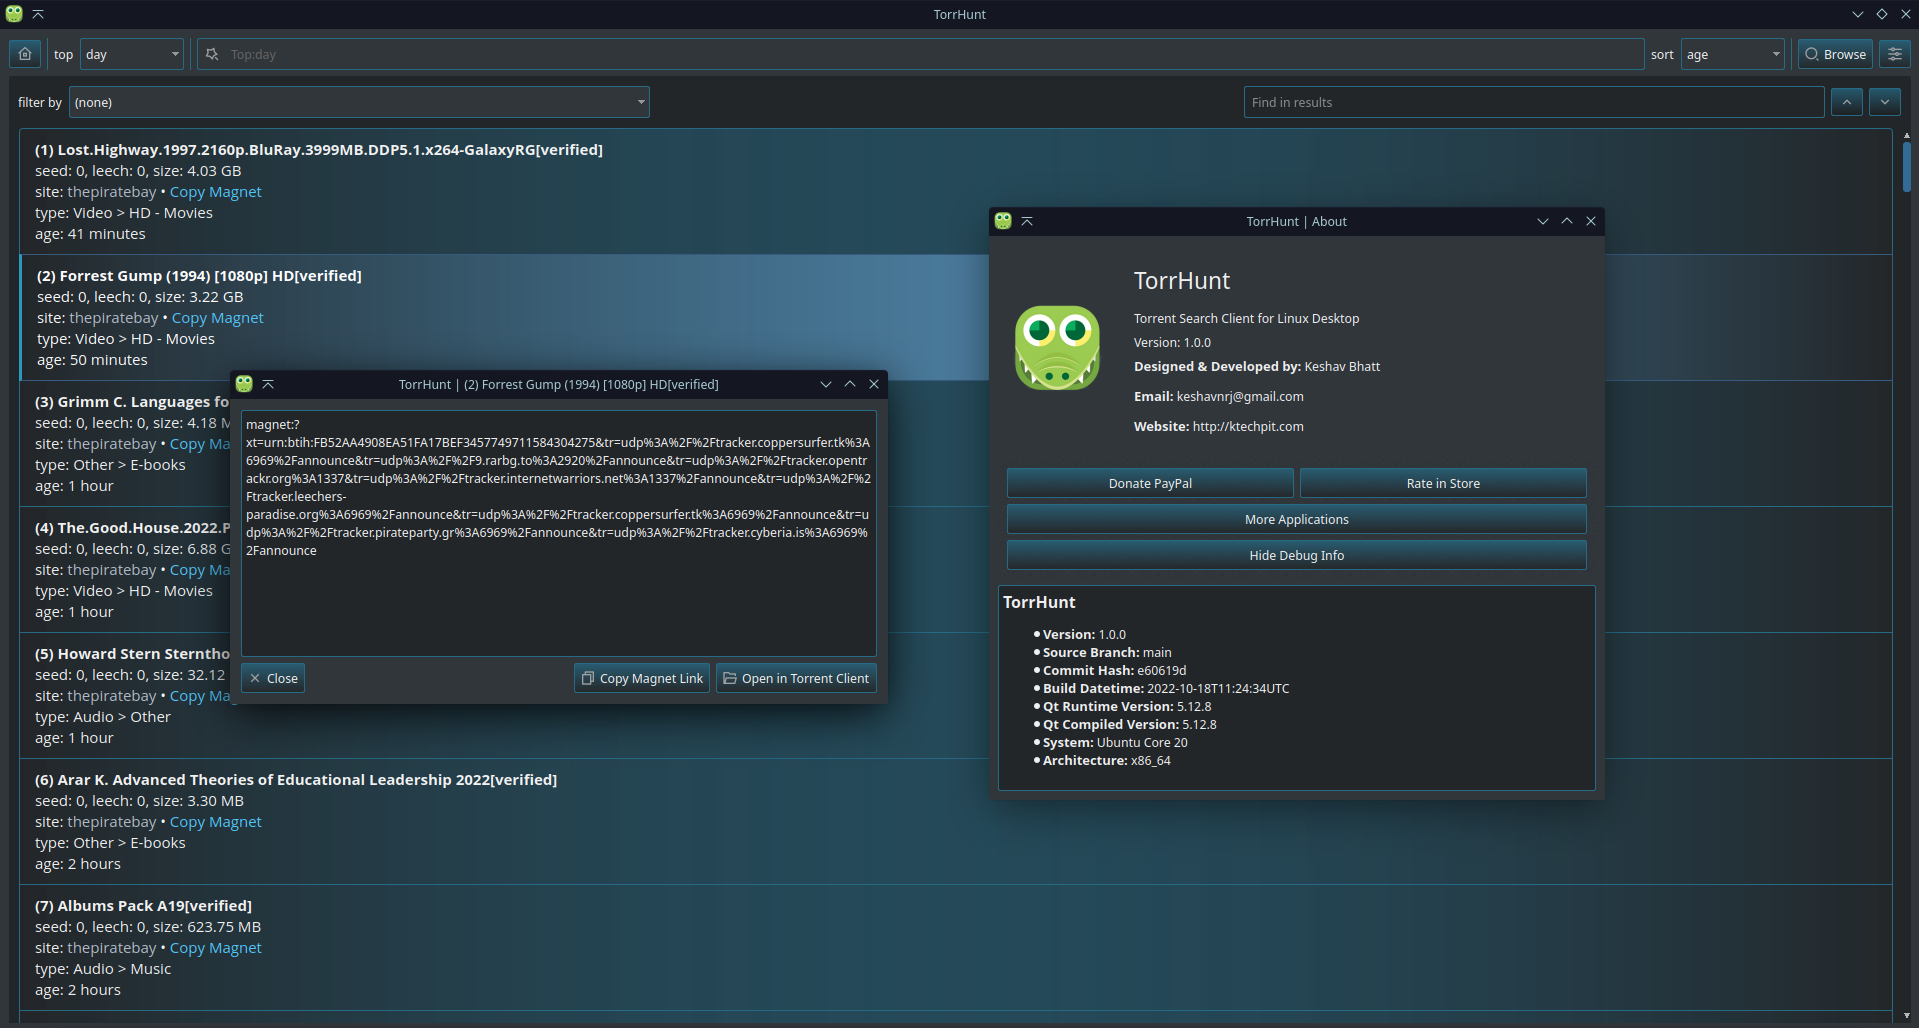 TorrHunt
top
day
Top:day
sort
age
Browse
filter by
(none)
Find in results
(1) Lost.Highway.1997.2160p.BluRay.3999MB.DDP5.1.x264-GalaxyRG[verified]
seed: 0, leech: 0, size: 4.03 GB
site: thepiratebay • Copy Magnet
type: Video > HD - Movies
age: 41 minutes
(2) Forrest Gump (1994) [1080p] HD[verified]
seed: 0, leech: 0, size: 3.22 GB
site: thepiratebay • Copy Magnet
type: Video > HD - Movies
age: 50 minutes
(3) Grimm C. Languages fo
seed: 0, leech: 0, size: 4.18 M
site: thepiratebay • Copy Ma
type: Other > E-books
age: 1 hour
(4) The.Good.House.2022.P
seed: 0, leech: 0, size: 6.88 G
site: thepiratebay • Copy Ma
type: Video > HD - Movies
age: 1 hour
(5) Howard Stern Sterntho
seed: 0, leech: 0, size: 32.12
site: thepiratebay • Copy Ma
type: Audio > Other
age: 1 hour
(6) Arar K. Advanced Theories of Educational Leadership 2022[verified]
seed: 0, leech: 0, size: 3.30 MB
site: thepiratebay • Copy Magnet
type: Other > E-books
age: 2 hours
(7) Albums Pack A19[verified]
seed: 0, leech: 0, size: 623.75 MB
site: thepiratebay • Copy Magnet
type: Audio > Music
age: 2 hours
TorrHunt | (2) Forrest Gump (1994) [1080p] HD[verified]
magnet:?
xt=urn:btih:FB52AA4908EA51FA17BEF3457749711584304275&tr=udp%3A%2F%2Ftracker.coppersurfer.tk%3A
6969%2Fannounce&tr=udp%3A%2F%2F9.rarbg.to%3A2920%2Fannounce&tr=udp%3A%2F%2Ftracker.opent
rackr.org%3A1337&tr=udp%3A%2F%2Ftracker.internetwarriors.net%3A1337%2Fannounce&tr=udp%3A%2F%2
Ftracker.leechers-
paradise.org%3A6969%2Fannounce&tr=udp%3A%2F%2Ftracker.coppersurfer.tk%3A6969%2Fannounce&tr=u
dp%3A%2F%2Ftracker.pirateparty.gr%3A6969%2Fannounce&tr=udp%3A%2F%2Ftracker.cyberia.is%3A6969%
2Fannounce
Close
Copy Magnet Link
Open in Torrent Client
TorrHunt | About
TorrHunt
Torrent Search Client for Linux Desktop
Version: 1.0.0
Designed & Developed by: Keshav Bhatt
Email: keshavnrj@gmail.com
Website: http://ktechpit.com
Donate PayPal
Rate in Store
More Applications
Hide Debug Info
TorrHunt
• Version: 1.0.0
• Source Branch: main
• Commit Hash: e60619d
• Build Datetime: 2022-10-18T11:24:34UTC
• Qt Runtime Version: 5.12.8
• Qt Compiled Version: 5.12.8
• System: Ubuntu Core 20
• Architecture: x86_64